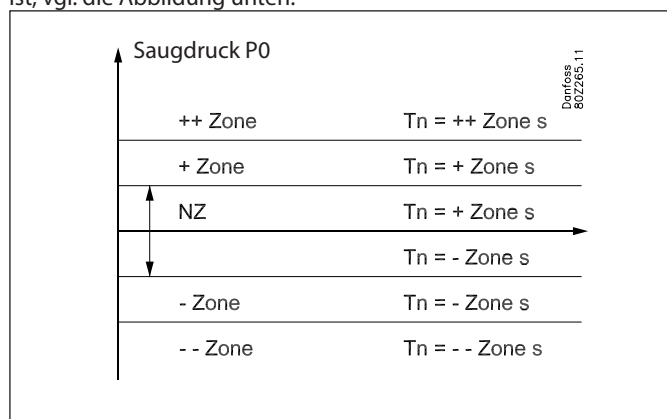 ist, vgl. die Abbildung unten.
Saugdruck P0
Danfoss
80Z265.11
++ Zone Tn = ++ Zone s
+ Zone Tn = + Zone s
NZ Tn = + Zone s
Tn = - Zone s
- Zone Tn = - Zone s
- - Zone Tn = - - Zone s